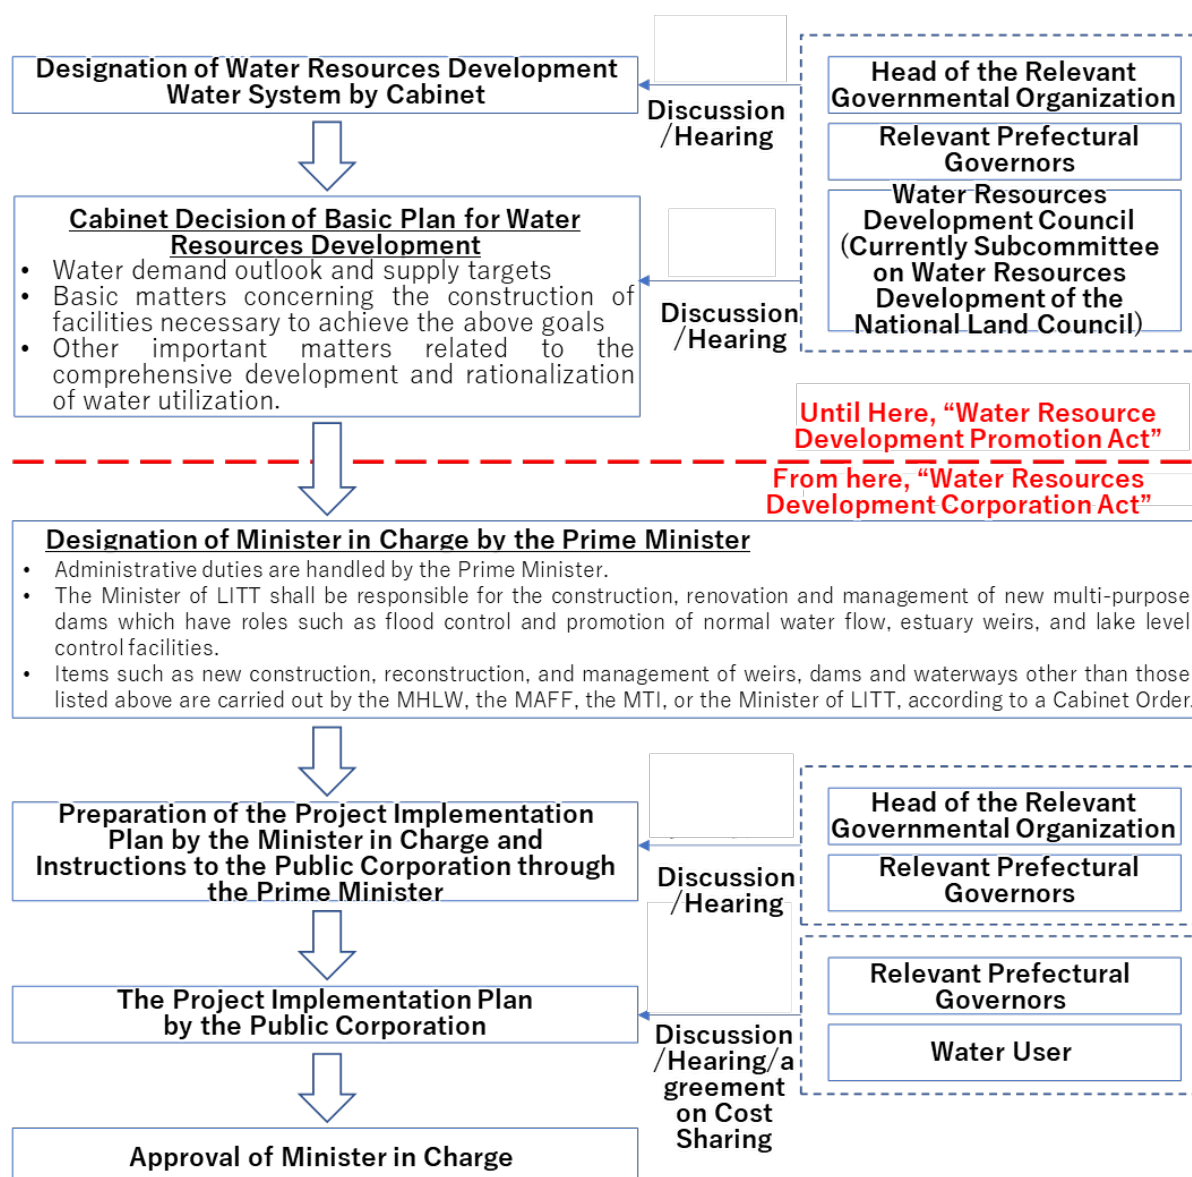 Designation of Water Resources Development
Water System by Cabinet
Discussion
/Hearing
Head of the Relevant
Governmental Organization
Relevant Prefectural
Governors
Water Resources
Development Council
(Currently Subcommittee
on Water Resources
Development of the
National Land Council)
Cabinet Decision of Basic Plan for Water
Resources Development
• Water demand outlook and supply targets
• Basic matters concerning the construction of
facilities necessary to achieve the above goals
• Other important matters related to the
comprehensive development and rationalization
of water utilization.
Discussion
/Hearing
Until Here, “Water Resource
Development Promotion Act”
From here, “Water Resources
Development Corporation Act”
Designation of Minister in Charge by the Prime Minister
• Administrative duties are handled by the Prime Minister.
• The Minister of LITT shall be responsible for the construction, renovation and management of new multi-purpose
dams which have roles such as flood control and promotion of normal water flow, estuary weirs, and lake level
control facilities.
• Items such as new construction, reconstruction, and management of weirs, dams and waterways other than those
listed above are carried out by the MHLW, the MAFF, the MTI, or the Minister of LITT, according to a Cabinet Order.
Preparation of the Project Implementation
Plan by the Minister in Charge and
Instructions to the Public Corporation through
the Prime Minister
Discussion
/Hearing
Head of the Relevant
Governmental Organization
Relevant Prefectural
Governors
The Project Implementation Plan
by the Public Corporation
Discussion
/Hearing/a
greement
on Cost
Sharing
Relevant Prefectural
Governors
Water User
Approval of Minister in Charge